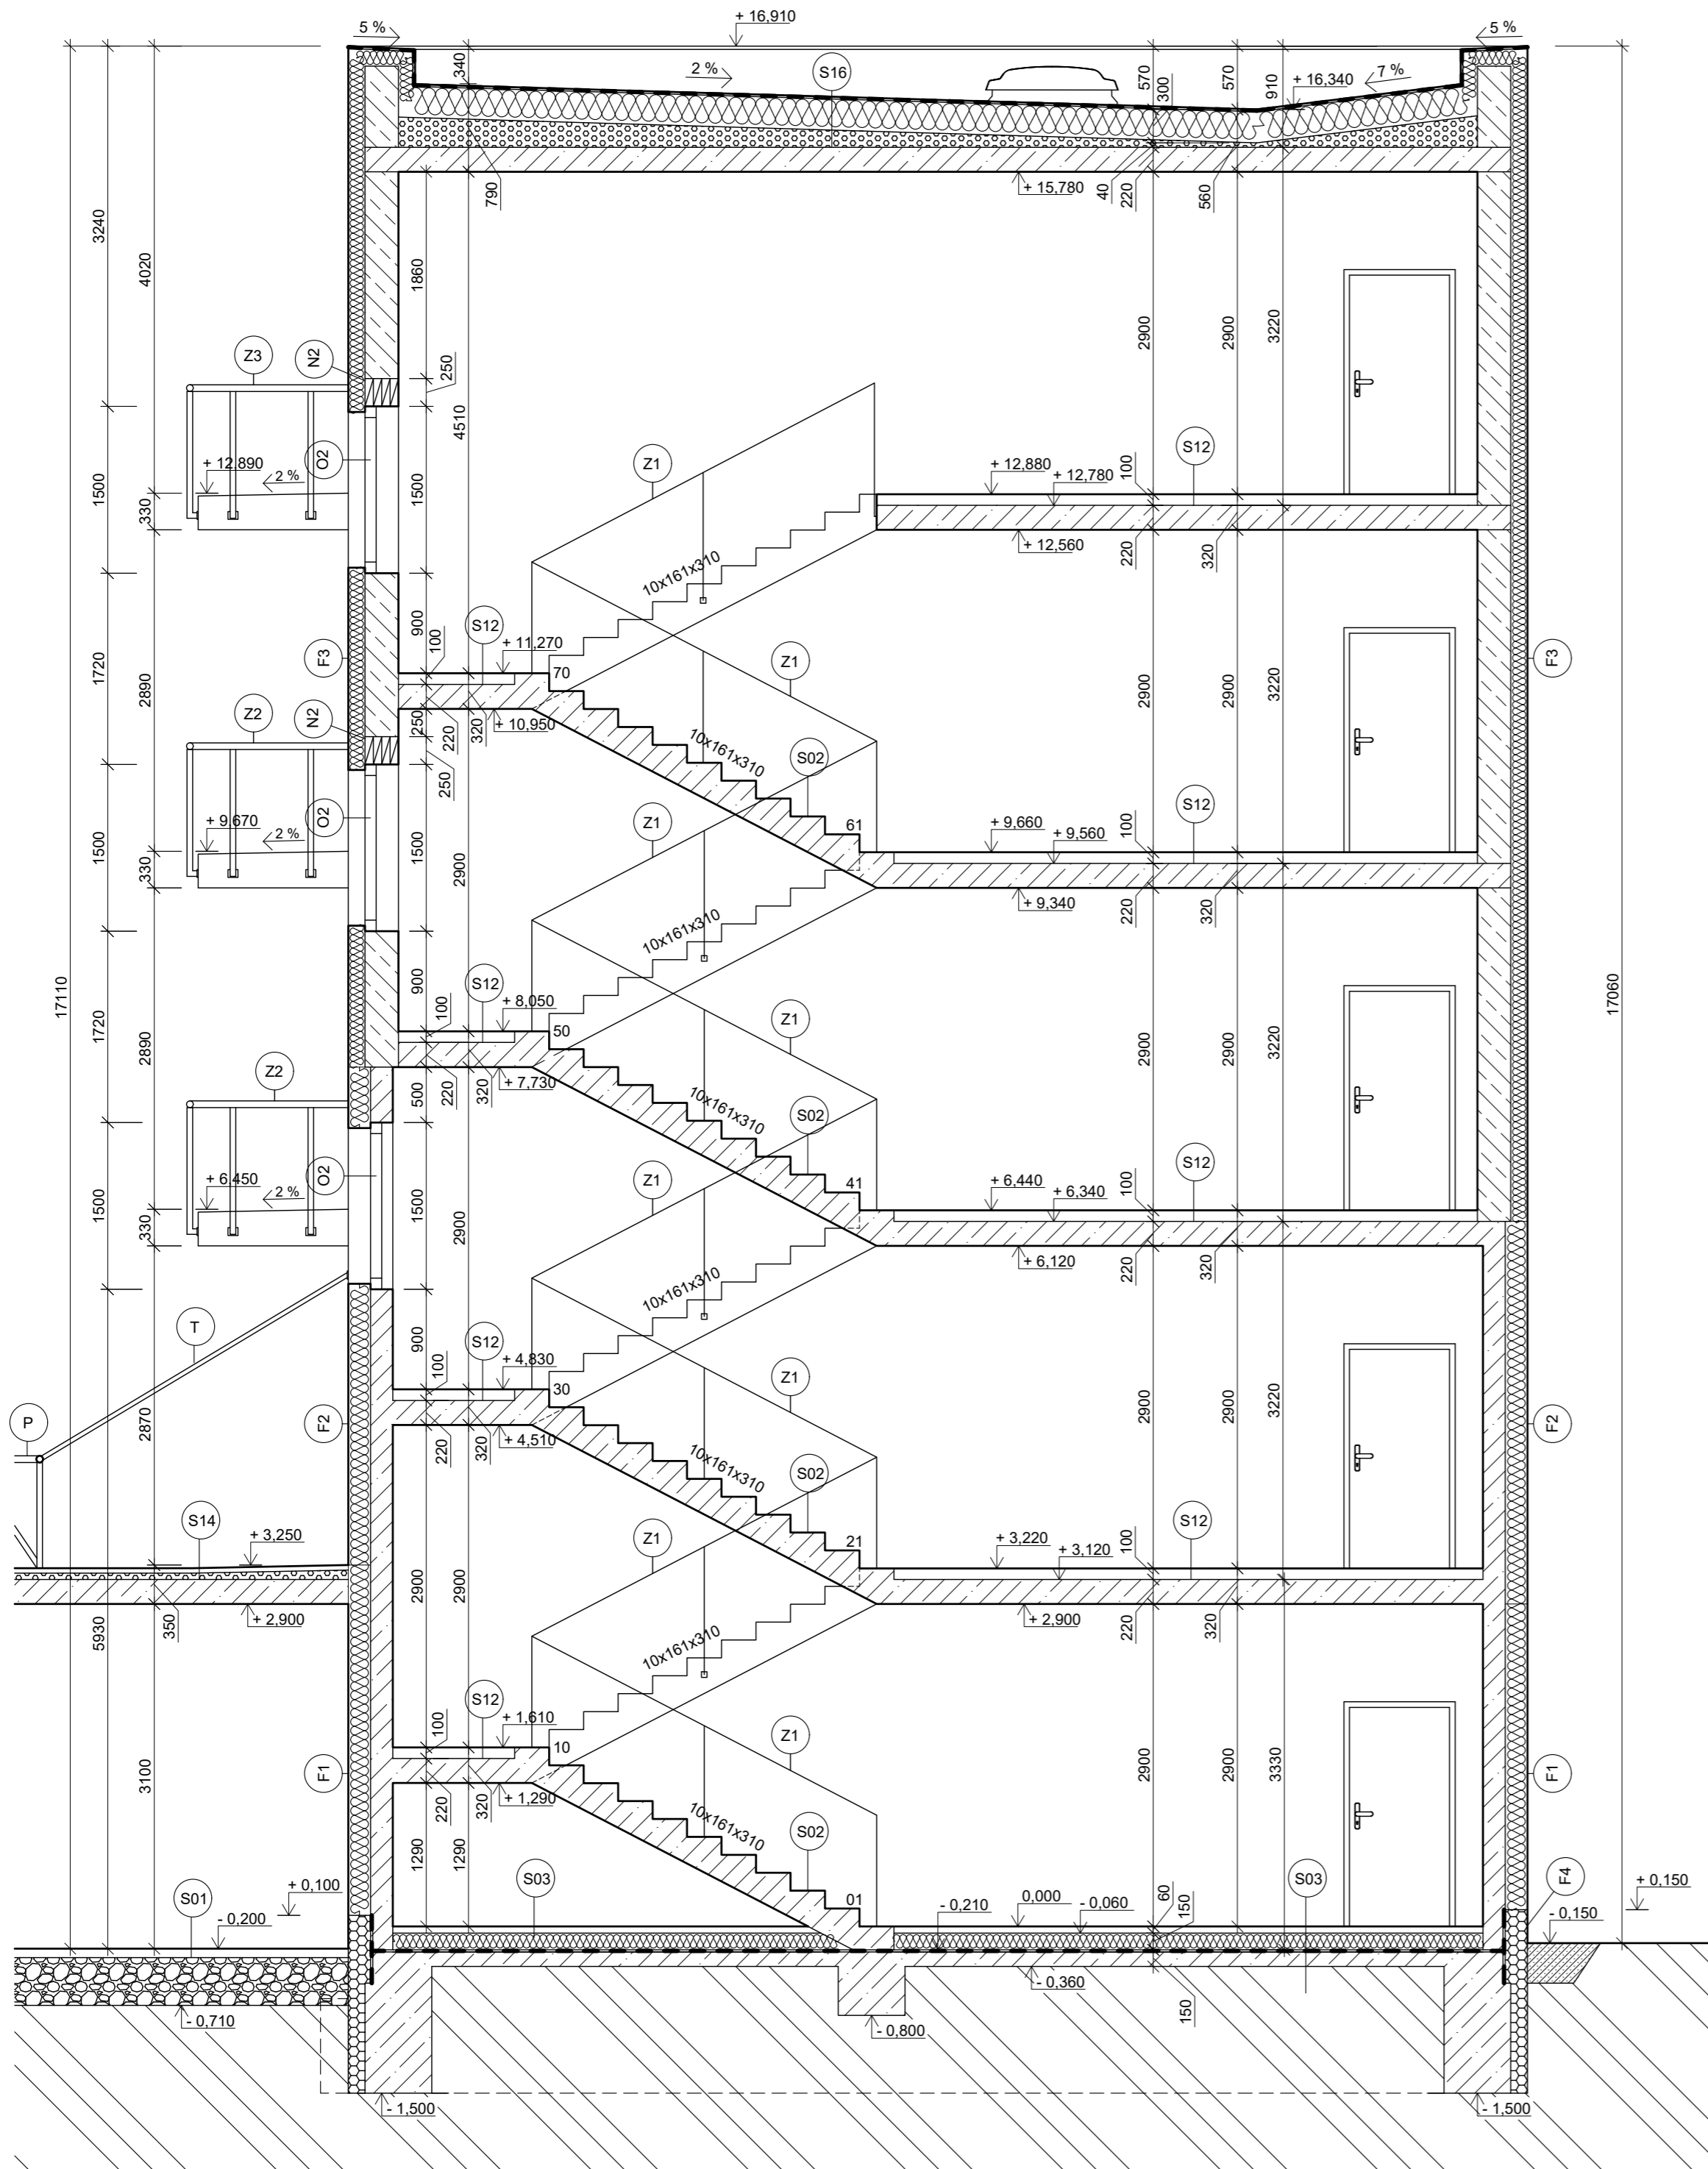 + 16,910
5 %
5 %
340
2 %
S16
570
300
570
910
+ 16,340
7 %
790
+ 15,780
40
220
560
3240
4020
1860
2900
2900
3220
Z3
N2
250
4510
Z1
S12
+ 12,890
2 %
O2
1500
330
1500
+ 12,880
+ 12,780
100
10x161x310
+ 12,560
220
320
900
100
S12
+ 11,270
F3
1720
2890
70
Z1
2900
2900
3220
F3
Z2
N2
250
220
320
+ 10,950
10x161x310
S02
250
Z1
S12
+ 9,670
2 %
O2
1500
330
1500
2900
61
+ 9,660
+ 9,560
100
10x161x310
+ 9,340
220
320
17110
17060
900
100
S12
+ 8,050
1720
2890
50
Z1
2900
2900
3220
Z2
500
220
320
+ 7,730
10x161x310
S02
Z1
S12
+ 6,450
2 %
O2
1500
330
1500
2900
41
+ 6,440
+ 6,340
100
10x161x310
+ 6,120
220
320
T
900
100
S12
+ 4,830
30
Z1
P
2870
F2
2900
2900
3220
F2
220
320
+ 4,510
10x161x310
S02
S14
+ 3,250
Z1
21
+ 3,220
+ 3,120
100
S12
5930
350
+ 2,900
2900
2900
+ 2,900
220
320
10x161x310
S12
100
+ 1,610
10
Z1
3100
F1
2900
2900
3330
F1
220
320
+ 1,290
10x161x310
S02
1290
1290
S01
+ 0,100
S03
01
- 0,210
0,000
- 0,060
60
150
S03
F4
+ 0,150
- 0,200
- 0,150
- 0,360
150
- 0,710
- 0,800
- 1,500
- 1,500